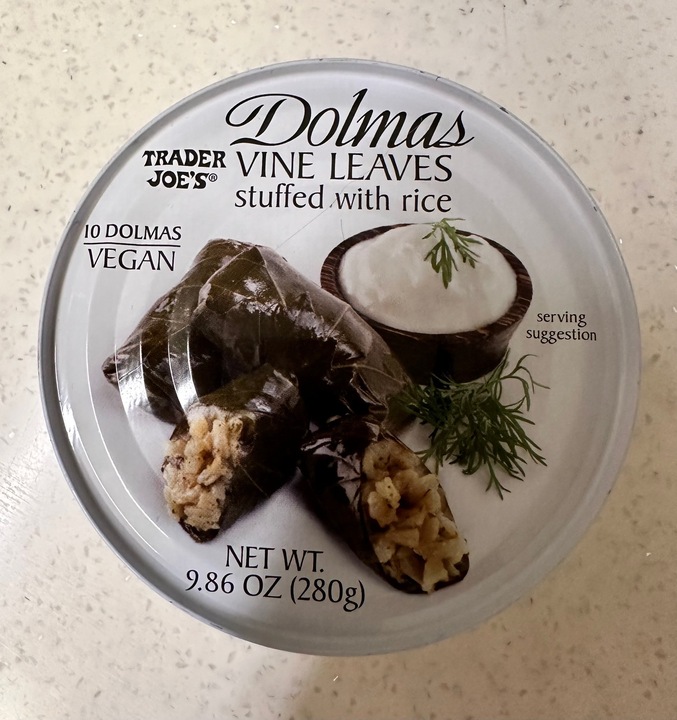 Dolmas
TRADER
JOE'S®
VINE LEAVES
stuffed with rice
10 DOLMAS
VEGAN
serving
suggestion
NET WT.
9.86 OZ (280g)